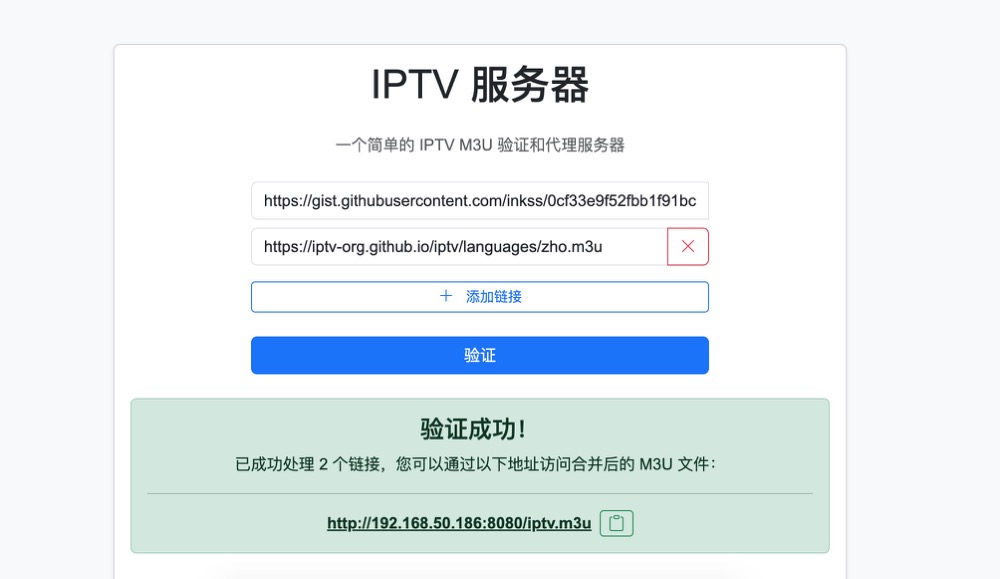 IPTV 服务器
一个简单的 IPTV M3U 验证和代理服务器
https://gist.githubusercontent.com/inkss/0cf33e9f52fbb1f91bc
https://iptv-org.github.io/iptv/languages/zho.m3u
添加链接
验证
验证成功！
已成功处理 2 个链接，您可以通过以下地址访问合并后的 M3U 文件：
http://192.168.50.186:8080/iptv.m3u